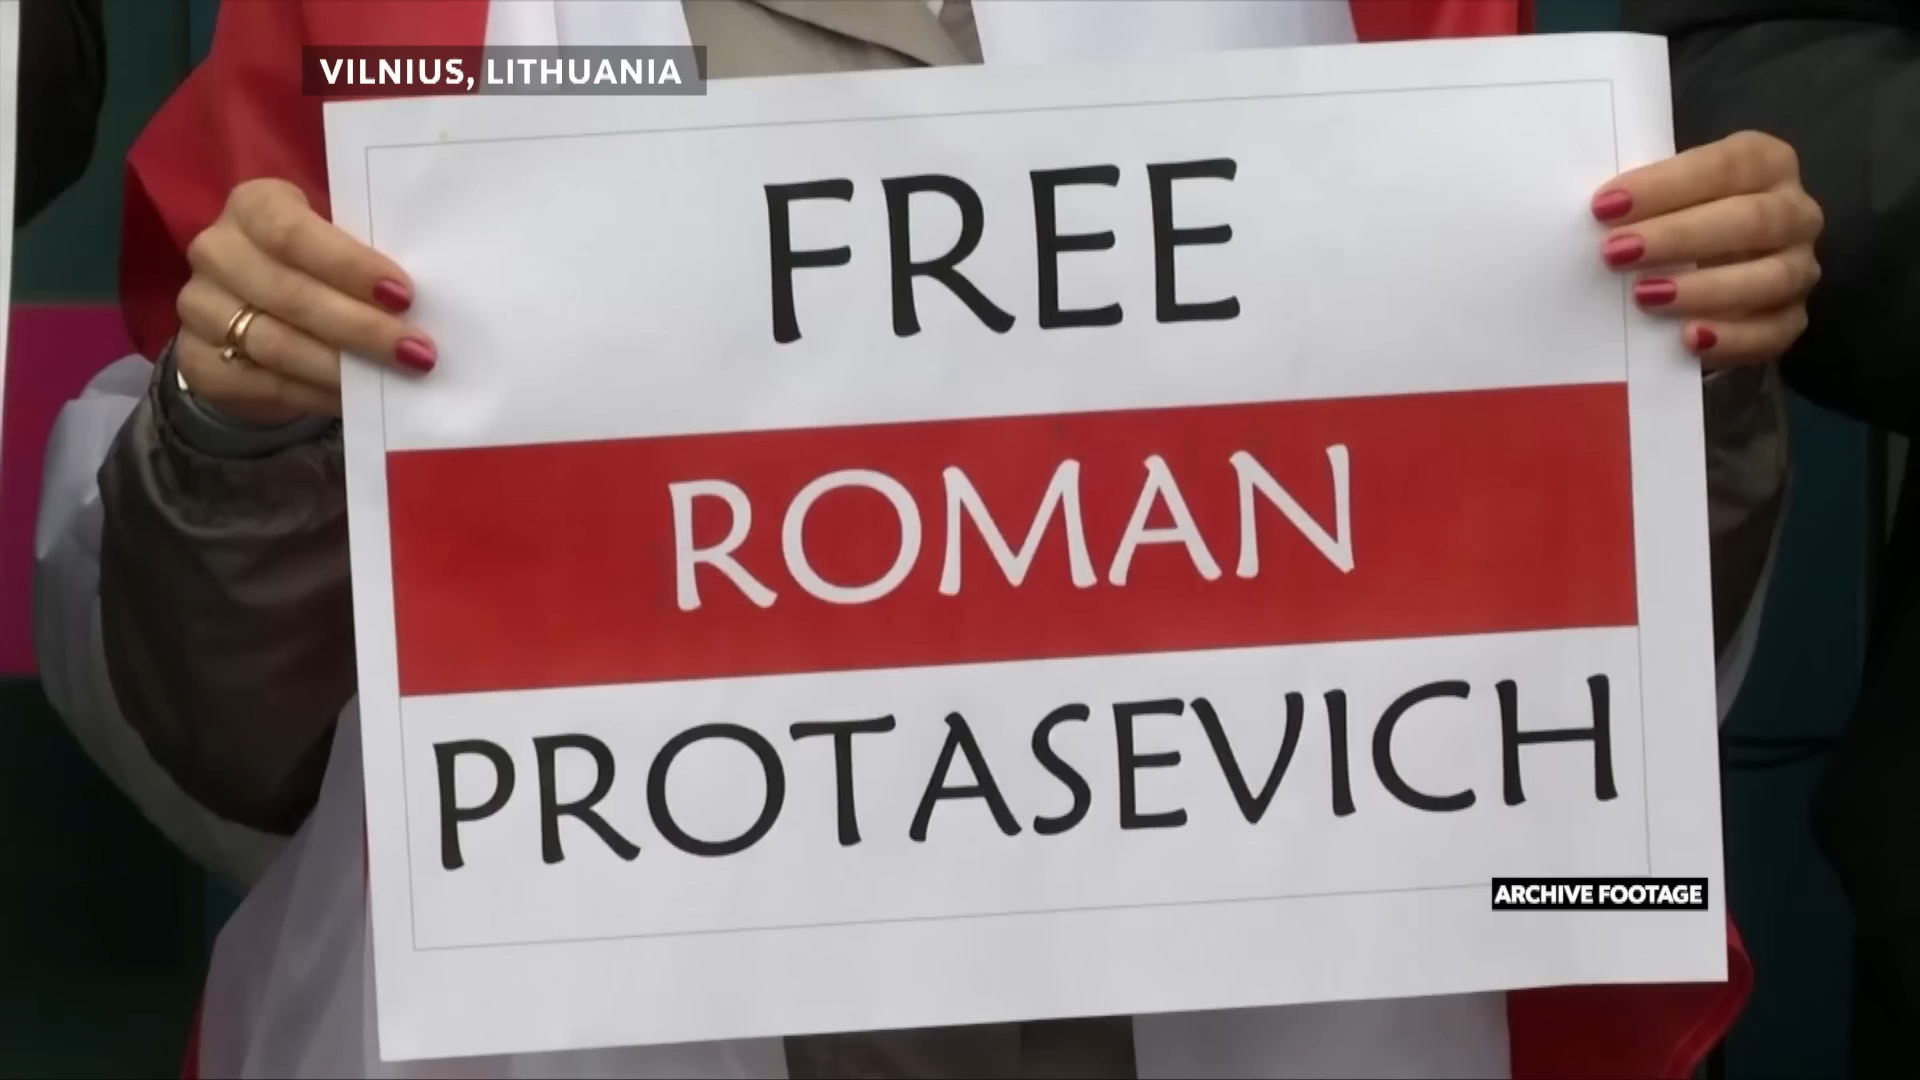 VILNIUS, LITHUANIA
FREE
ROMAN
PROTASEVICH
ARCHIVE FOOTAGE